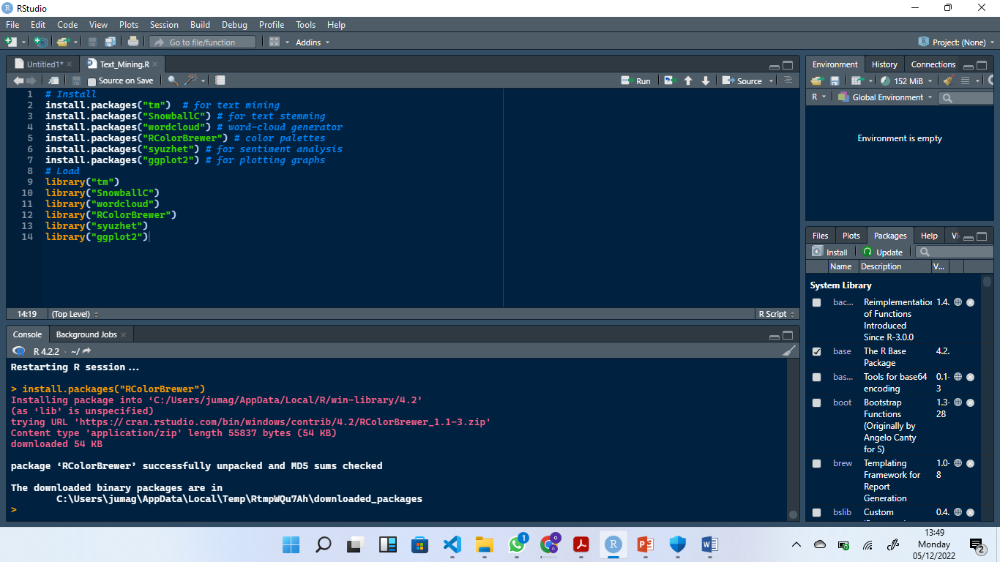 RStudio
File Edit Code View Plots Session Build Debug Profile Tools Help
Go to file/function Addins Project: (None)
Untitled1* Text_Mining.R
Source on Save Run Source
1 # Install
2 install.packages("tm")  # for text mining
3 install.packages("SnowballC") # for text stemming
4 install.packages("wordcloud") # word-cloud generator
5 install.packages("RColorBrewer") # color palettes
6 install.packages("syuzhet") # for sentiment analysis
7 install.packages("ggplot2") # for plotting graphs
8 # Load
9 library("tm")
10 library("SnowballC")
11 library("wordcloud")
12 library("RColorBrewer")
13 library("syuzhet")
14 library("ggplot2")
14:19 (Top Level) R Script
Console Background Jobs
R 4.2.2 · ~/
Restarting R session...
> install.packages("RColorBrewer")
Installing package into ‘C:/Users/jumag/AppData/Local/R/win-library/4.2’
(as ‘lib’ is unspecified)
trying URL 'https://cran.rstudio.com/bin/windows/contrib/4.2/RColorBrewer_1.1-3.zip'
Content type 'application/zip' length 55837 bytes (54 KB)
downloaded 54 KB
package ‘RColorBrewer’ successfully unpacked and MD5 sums checked
The downloaded binary packages are in
C:\Users\jumag\AppData\Local\Temp\RtmpWQu7Ah\downloaded_packages
>
Environment History Connections
152 MiB
R Global Environment
Environment is empty
Files Plots Packages Help Vi
Install Update
Name Description V...
System Library
bac... Reimplementation 1.4.
of Functions
Introduced
Since R-3.0.0
base The R Base 4.2.
Package
bas... Tools for base64 0.1-
encoding 3
boot Bootstrap 1.3-
Functions 28
(Originally by
Angelo Canty
for S)
brew Templating 1.0-
Framework for 8
Report
Generation
bslib Custom 0.4.
1
13:49
Monday
05/12/2022
2